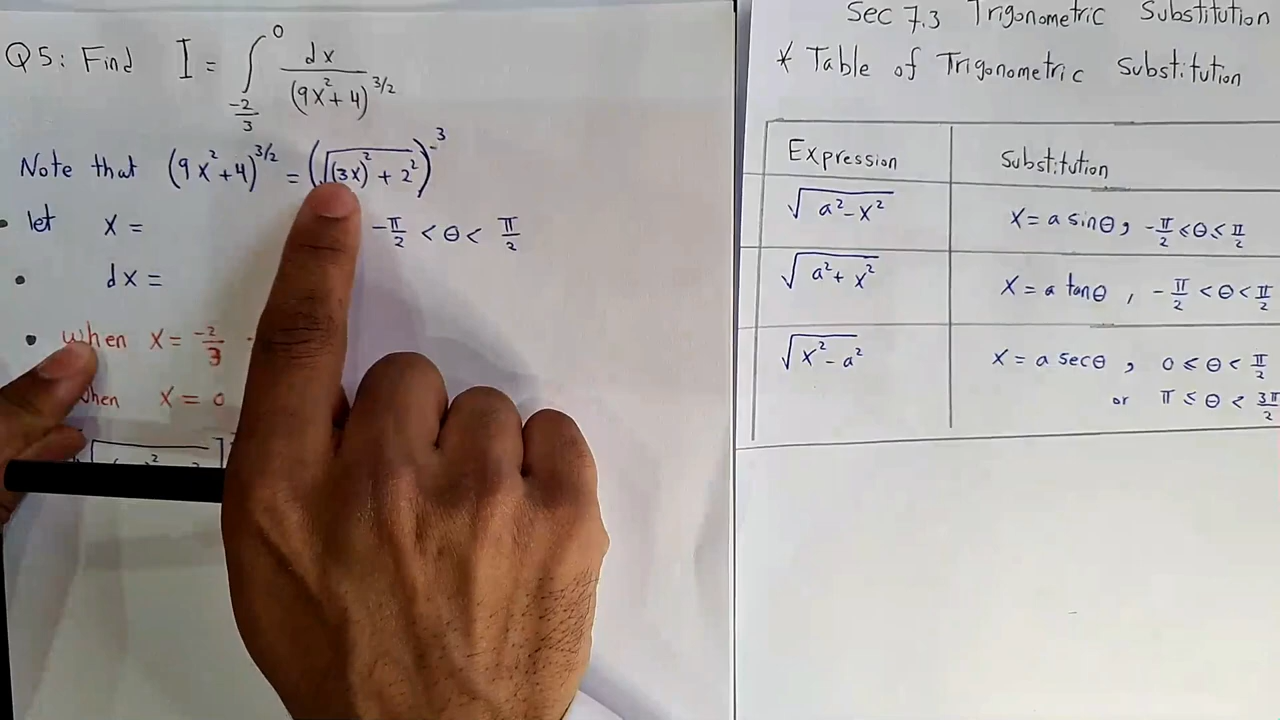 Q5: Find I = ∫_{-2/3}^{0} dx / (9x²+4)^{3/2}
Note that (9x²+4)^{3/2} = (√((3x)² + 2²))^3
• let x = -π/2 < θ < π/2
• dx =
• when x = -2/3
when x = 0
Sec 7.3 Trigonometric Substitution
* Table of Trigonometric Substitution
Expression Substitution
√(a²-x²) x = a sinθ, -π/2 ≤ θ ≤ π/2
√(a²+x²) x = a tanθ, -π/2 < θ < π/2
√(x²-a²) x = a secθ, 0 ≤ θ < π/2
or π ≤ θ < 3π/2